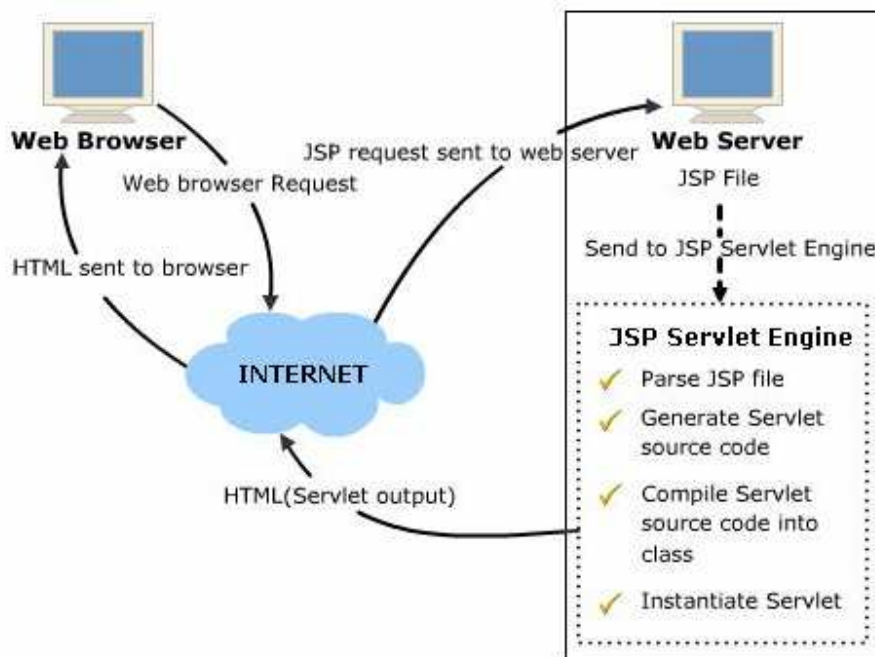 Web Browser
Web Server
JSP request sent to web server
Web browser Request
JSP File
HTML sent to browser
Send to JSP Servlet Engine
INTERNET
JSP Servlet Engine
Parse JSP file
Generate Servlet
source code
HTML(Servlet output)
Compile Servlet
source code into
class
Instantiate Servlet